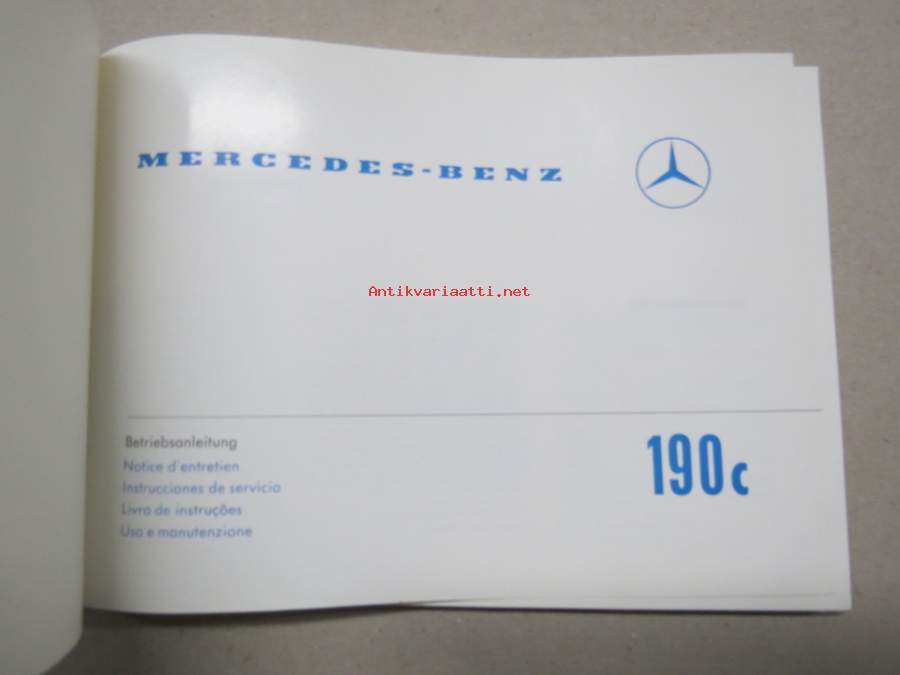 MERCEDES-BENZ
Antikvariaatti.net
Betriebsanleitung
Notice d'entretien
Instrucciones de servicio
Livro de instruções
Uso e manutenzione
190c